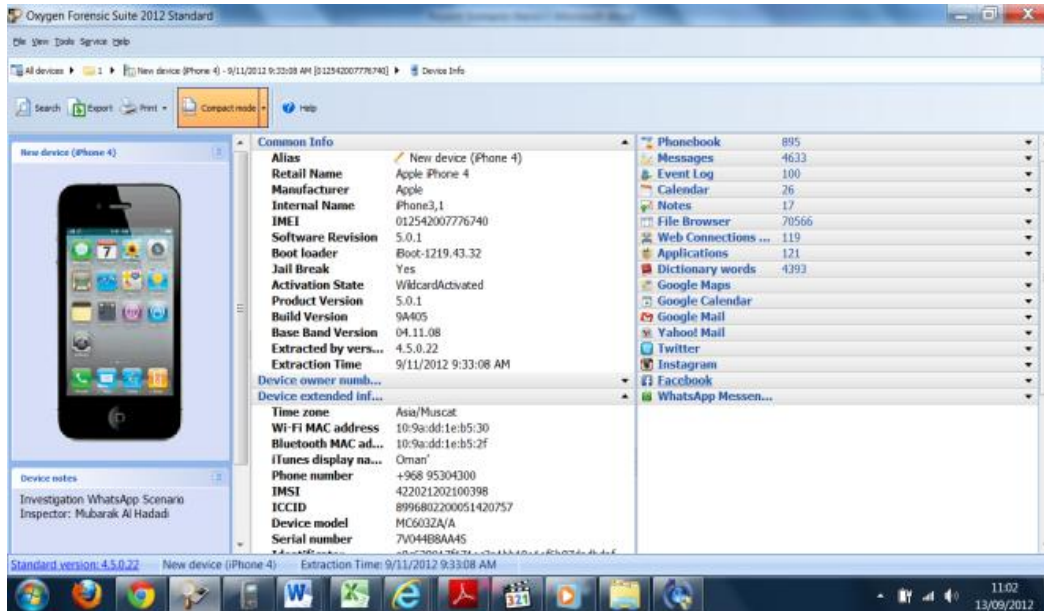 Oxygen Forensic Suite 2012 Standard
File View Tools Service Help
All devices 1 New device (iPhone 4) - 9/11/2012 9:33:08 AM [012542007776740] Device Info
Search Export Print Compact mode Help
New device (iPhone 4)
7
Device notes
Investigation WhatsApp Scenario
Inspector: Mubarak Al Hadadi
Common Info
Alias New device (iPhone 4)
Retail Name Apple iPhone 4
Manufacturer Apple
Internal Name iPhone3,1
IMEI 012542007776740
Software Revision 5.0.1
Boot loader iBoot-1219.43.32
Jail Break Yes
Activation State WildcardActivated
Product Version 5.0.1
Build Version 9A405
Base Band Version 04.11.08
Extracted by vers... 4.5.0.22
Extraction Time 9/11/2012 9:33:08 AM
Device owner numb...
Device extended inf...
Time zone Asia/Muscat
Wi-Fi MAC address 10:9a:dd:1e:b5:30
Bluetooth MAC ad... 10:9a:dd:1e:b5:2f
iTunes display na... Oman'
Phone number +968 95304300
IMSI 422021202100398
ICCID 8996802200051420757
Device model MC603ZA/A
Serial number 7V044B8AA4S
Phonebook 895
Messages 4633
Event Log 100
Calendar 26
Notes 17
File Browser 70566
Web Connections ... 119
Applications 121
Dictionary words 4393
Google Maps
Google Calendar
Google Mail
Yahoo! Mail
Twitter
Instagram
Facebook
WhatsApp Messen...
Standard version: 4.5.0.22 New device (iPhone 4) Extraction Time: 9/11/2012 9:33:08 AM
321
11:02
13/09/2012